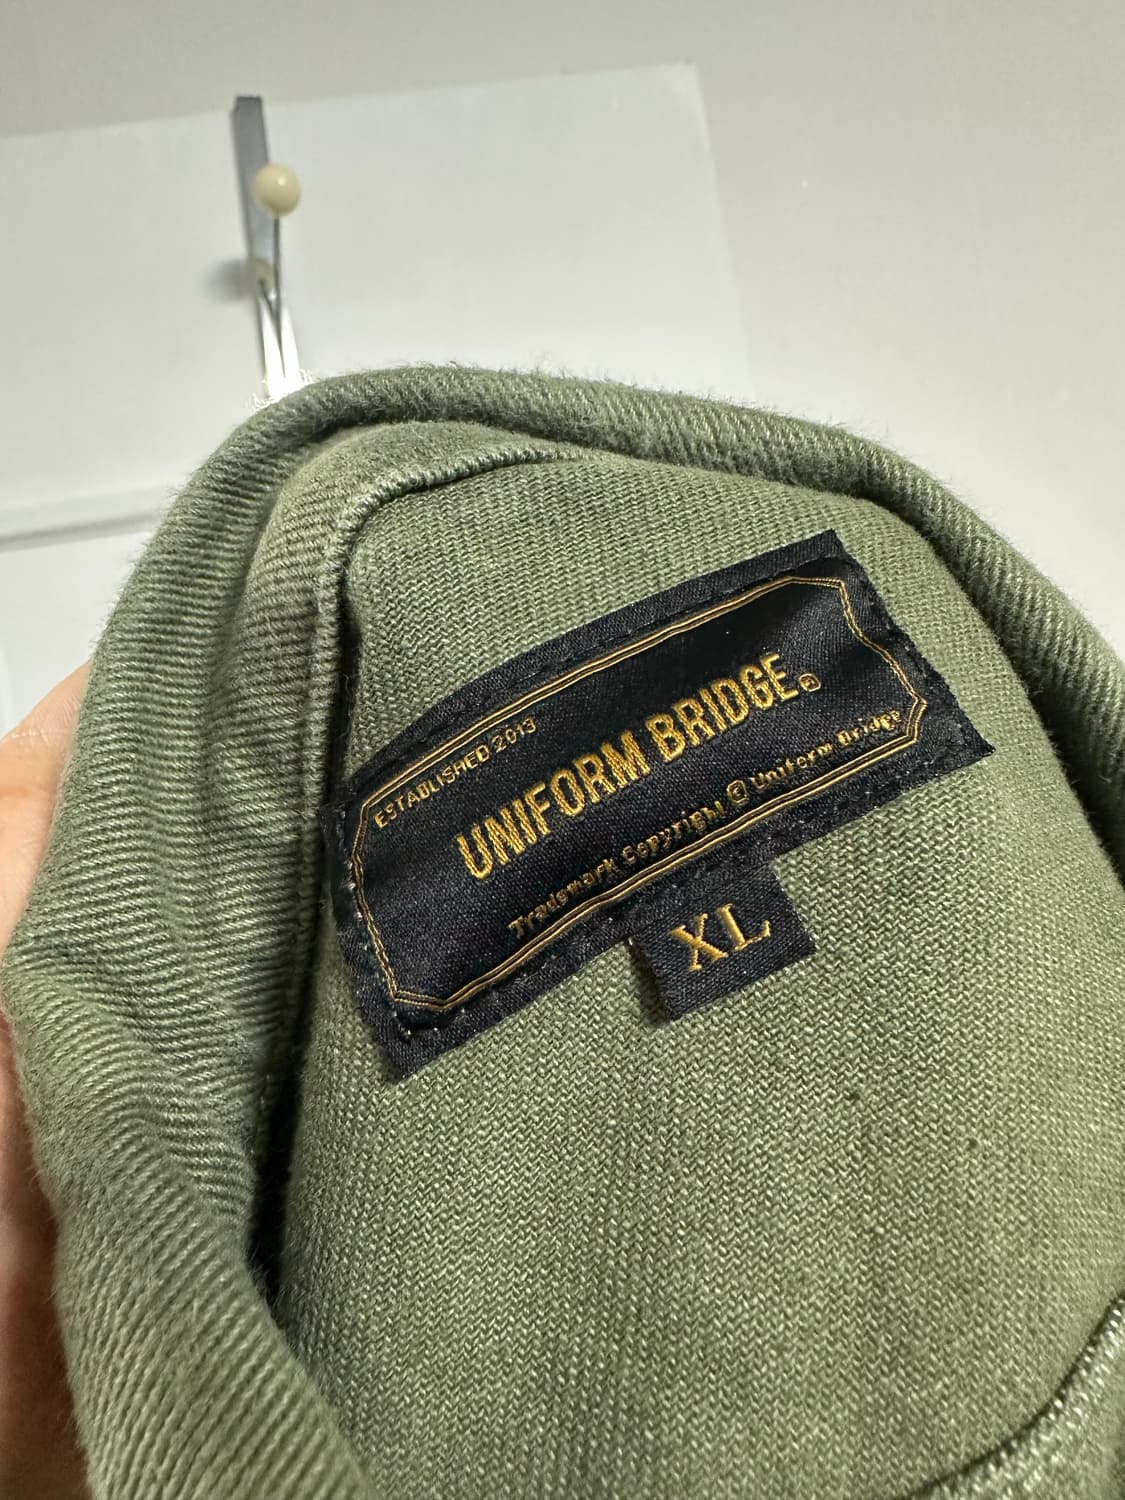 ESTABLISHED 2013
UNIFORM BRIDGE®
Trademark Copyright © Uniform Bridge
XL